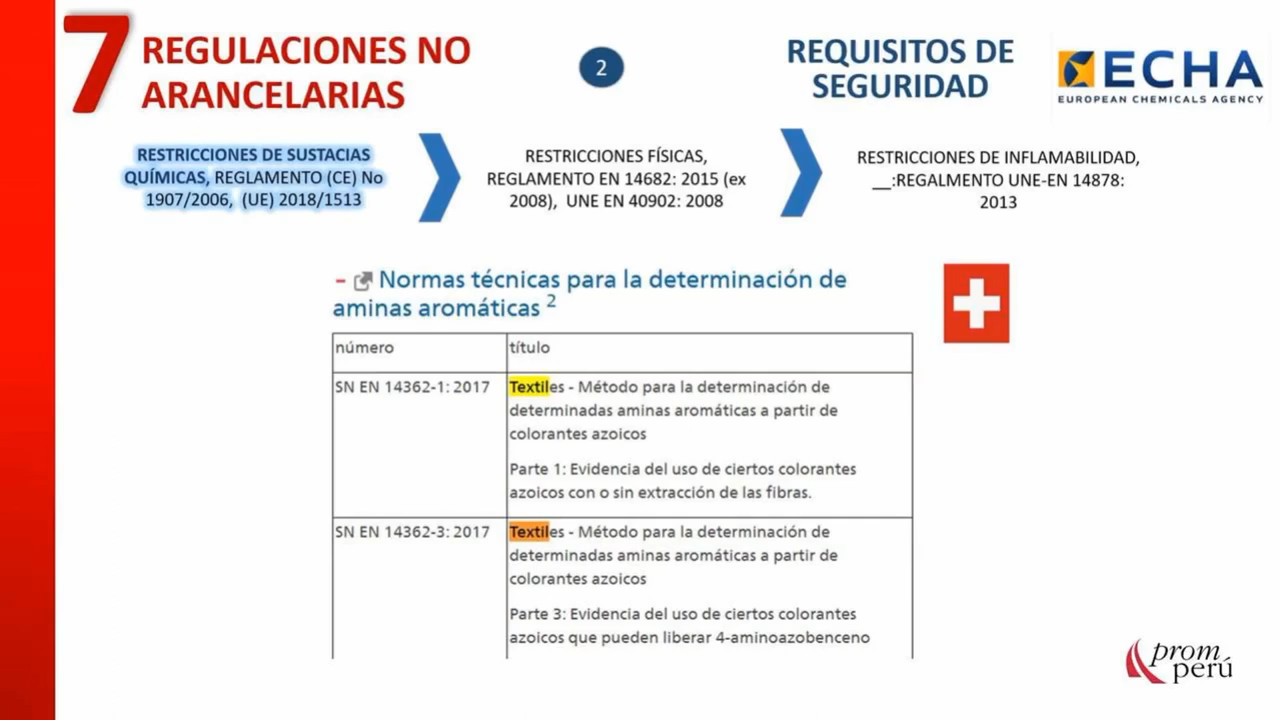 7 REGULACIONES NO
ARANCELARIAS
2
REQUISITOS DE
SEGURIDAD
ECHA
EUROPEAN CHEMICALS AGENCY
RESTRICCIONES DE SUSTACIAS
QUÍMICAS, REGLAMENTO (CE) No
1907/2006, (UE) 2018/1513
RESTRICCIONES FÍSICAS,
REGLAMENTO EN 14682: 2015 (ex
2008), UNE EN 40902: 2008
RESTRICCIONES DE INFLAMABILIDAD,
__:REGALMENTO UNE-EN 14878:
2013
– Normas técnicas para la determinación de
aminas aromáticas 2
número
título
SN EN 14362-1: 2017
Textiles - Método para la determinación de
determinadas aminas aromáticas a partir de
colorantes azoicos
Parte 1: Evidencia del uso de ciertos colorantes
azoicos con o sin extracción de las fibras.
SN EN 14362-3: 2017
Textiles - Método para la determinación de
determinadas aminas aromáticas a partir de
colorantes azoicos
Parte 3: Evidencia del uso de ciertos colorantes
azoicos que pueden liberar 4-aminoazobenceno
prom
perú